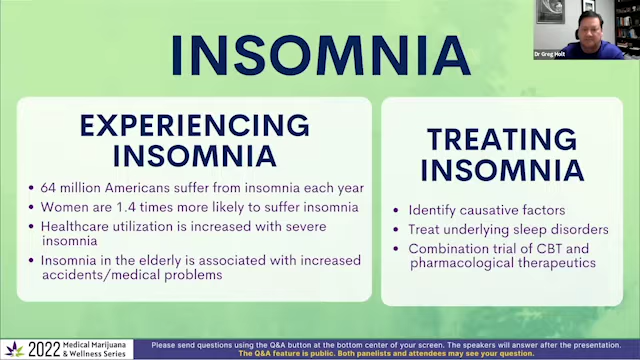 Dr Greg Holt
INSOMNIA
EXPERIENCING
INSOMNIA
• 64 million Americans suffer from insomnia each year
• Women are 1.4 times more likely to suffer insomnia
• Healthcare utilization is increased with severe
insomnia
• Insomnia in the elderly is associated with increased
accidents/medical problems
TREATING
INSOMNIA
• Identify causative factors
• Treat underlying sleep disorders
• Combination trial of CBT and
pharmacological therapeutics
2022 Medical Marijuana
& Wellness Series
Please send questions using the Q&A button at the bottom center of your screen. The speakers will answer after the presentation.
The Q&A feature is public. Both panelists and attendees may see your question.